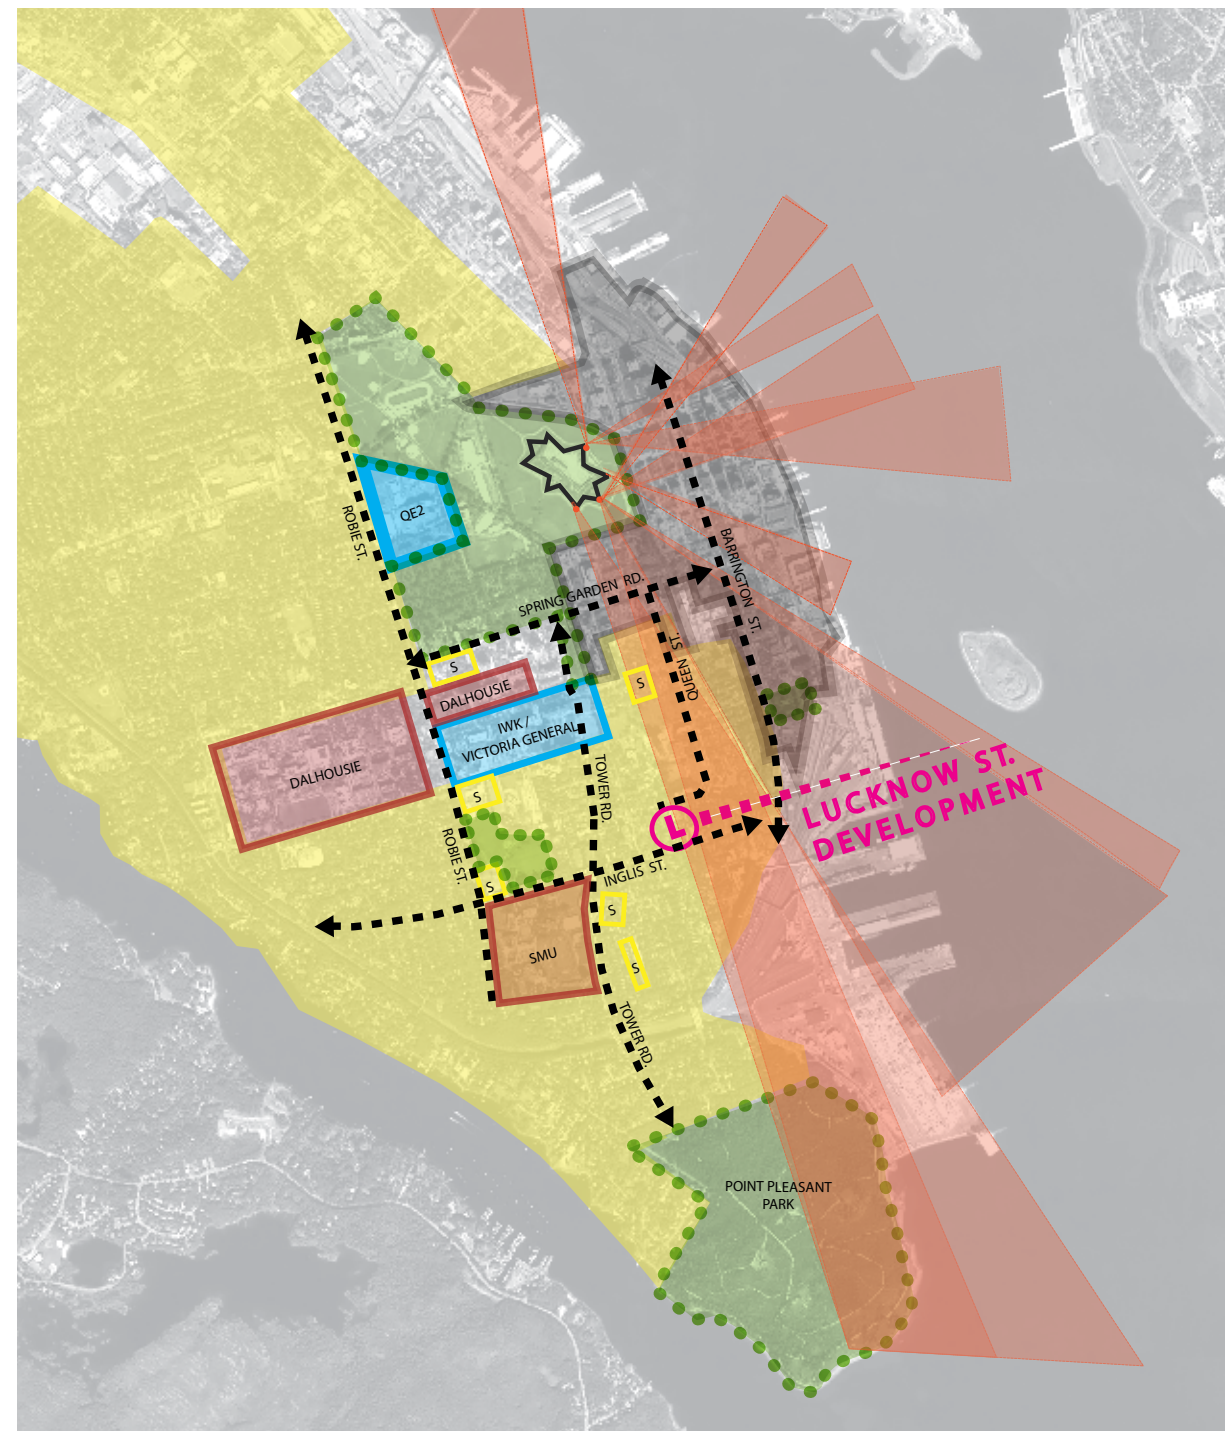 QE2
ROBIE ST.
BARRINGTON ST.
SPRING GARDEN RD.
QUEEN ST.
S
S
DALHOUSIE
IWK /
VICTORIA GENERAL
DALHOUSIE
TOWER RD.
S
LUCKNOW ST.
DEVELOPMENT
L
ROBIE ST.
INGLIS ST.
S
S
SMU
S
TOWER RD.
POINT PLEASANT
PARK